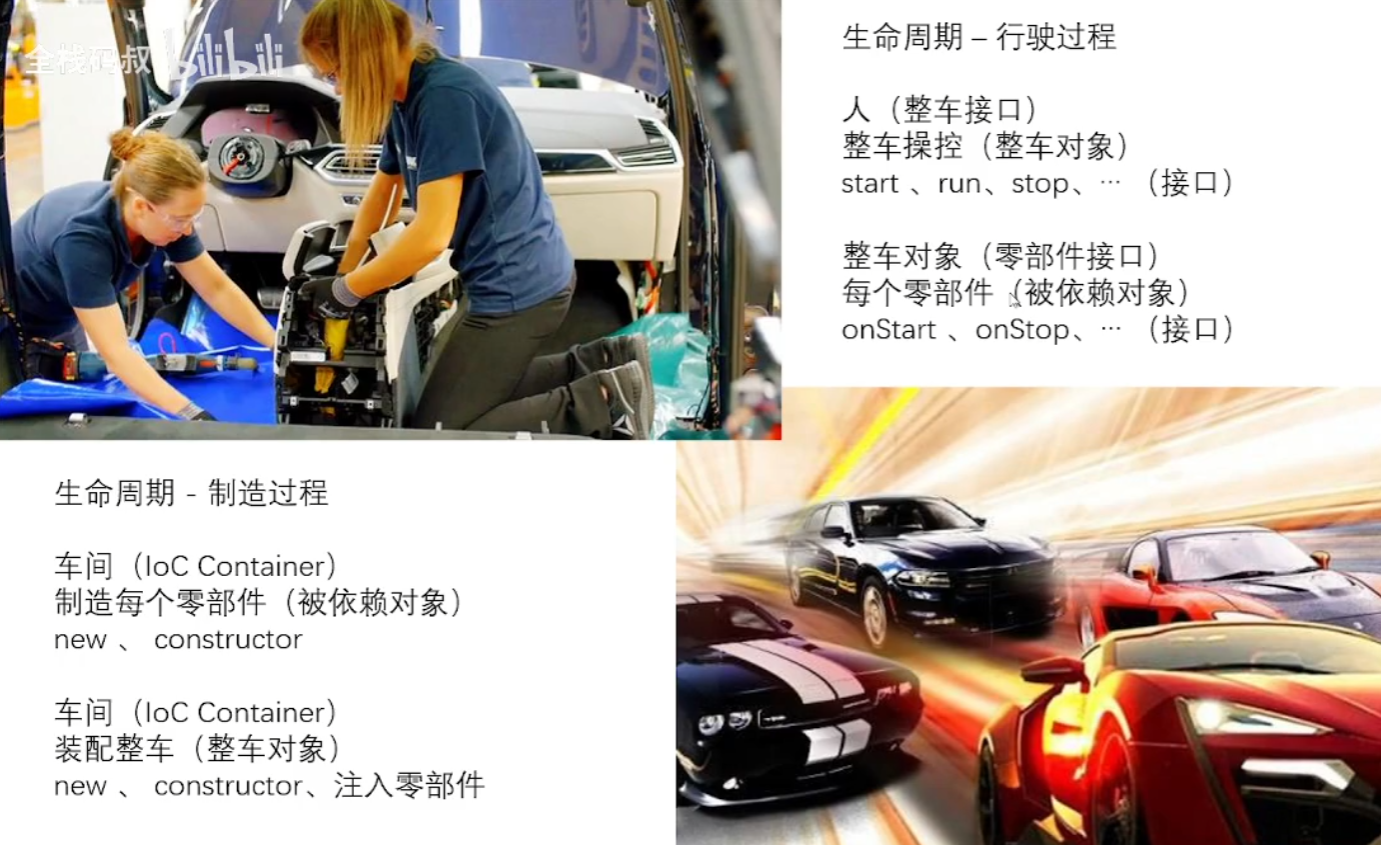 全栈码叔 bilibili
生命周期 – 行驶过程
人（整车接口）
整车操控（整车对象）
start 、run、stop、… （接口）
整车对象（零部件接口）
每个零部件（被依赖对象）
onStart 、onStop、… （接口）
生命周期 - 制造过程
车间（IoC Container）
制造每个零部件（被依赖对象）
new 、 constructor
车间（IoC Container）
装配整车（整车对象）
new 、 constructor、注入零部件